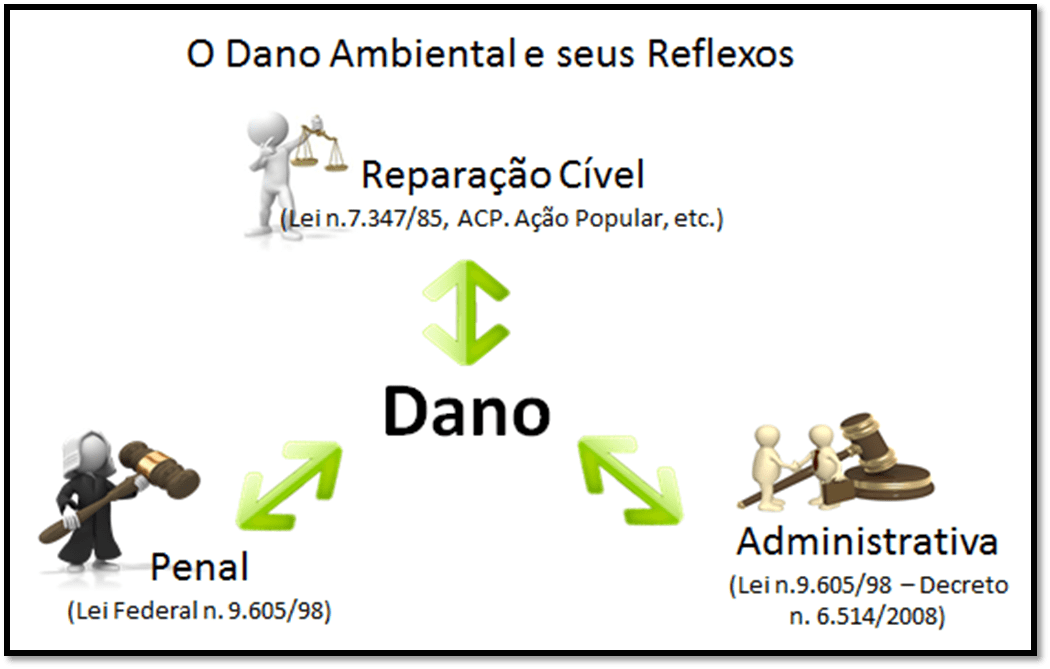 O Dano Ambiental e seus Reflexos
Reparação Cível
(Lei n.7.347/85, ACP. Ação Popular, etc.)
Dano
Penal
(Lei Federal n. 9.605/98)
Administrativa
(Lei n.9.605/98 – Decreto
n. 6.514/2008)